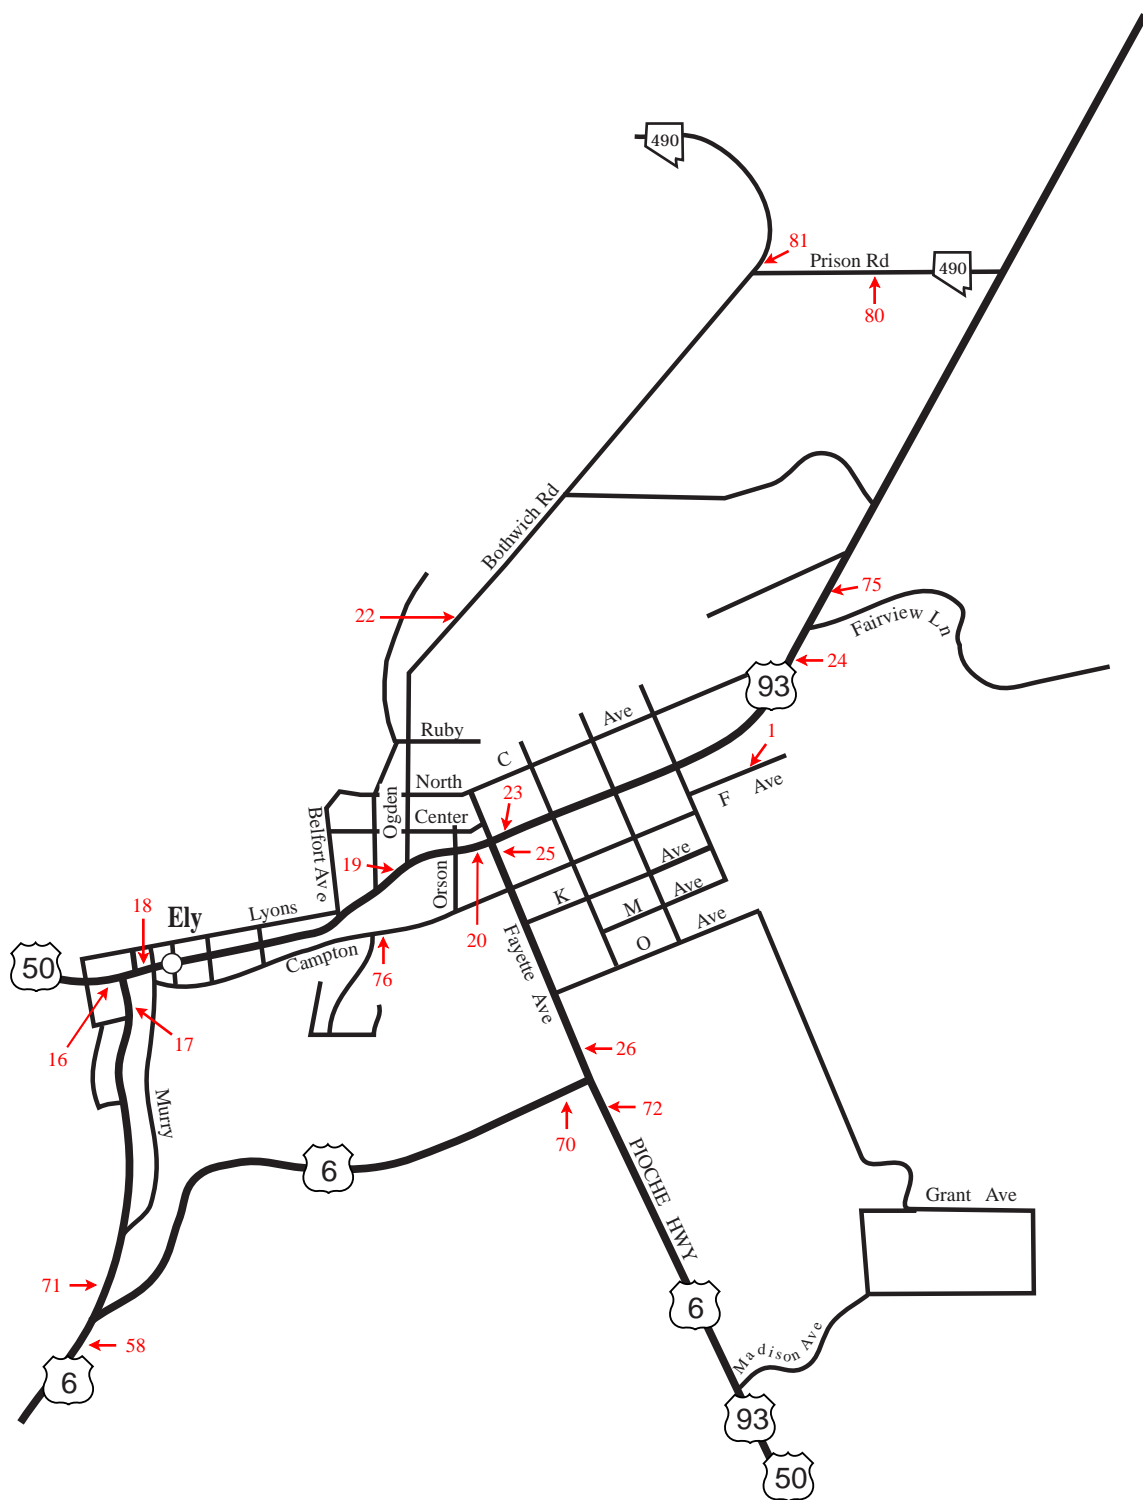 490
81
Prison Rd
490
80
Bothwich Rd
75
22
Fairview Ln
24
93
Ave
1
Ruby
C
North
F Ave
23
Ogden
Center
Belfort Ave
19
25
Orson
Ave
K
Ave
M
18
Ely
Lyons
Ave
O
20
Fayette Ave
50
Campton
76
16
17
26
Murry
72
70
PIOCHE HWY
6
Grant Ave
71
6
58
Madison Ave
6
93
50